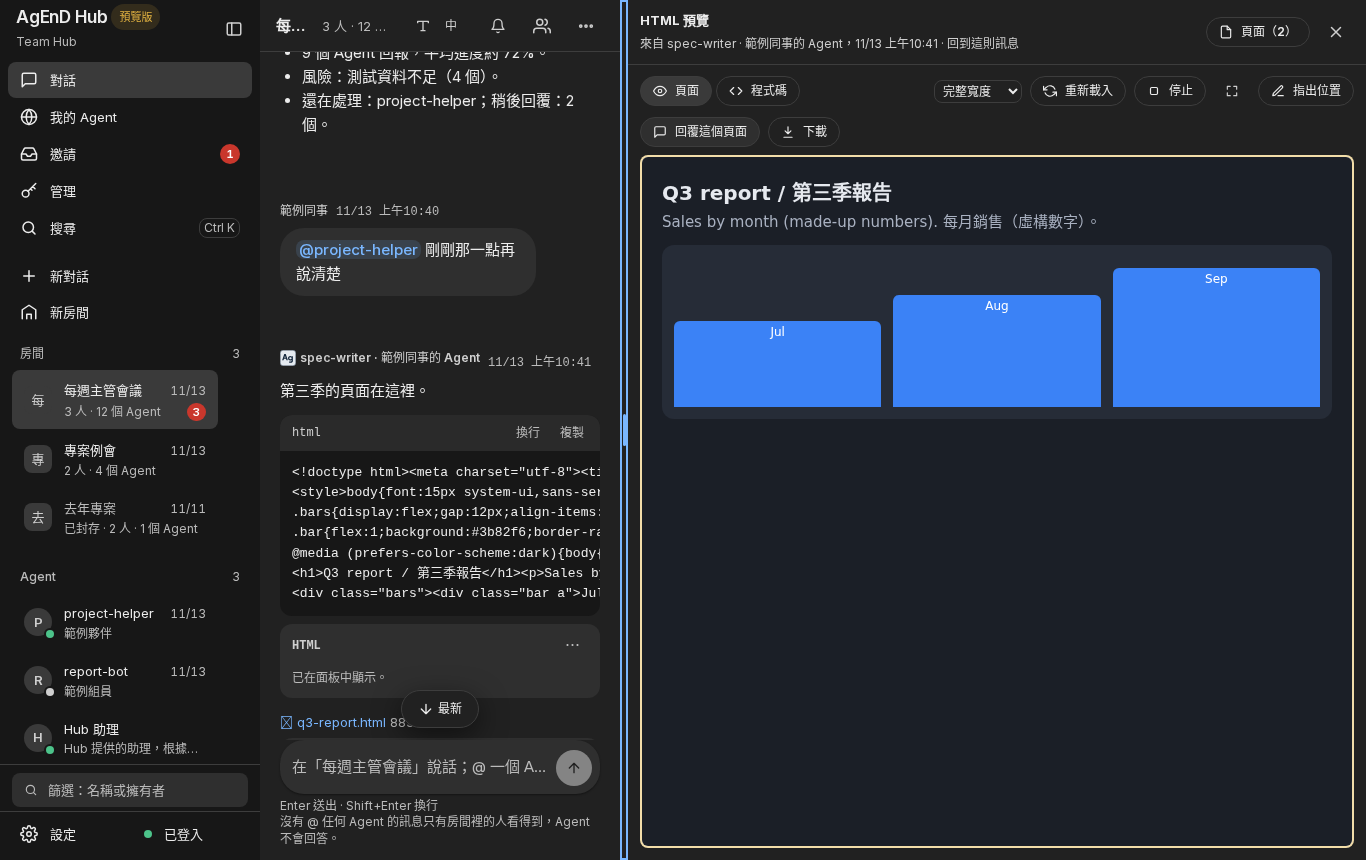 AgEnD Hub 預覽版
Team Hub
對話
我的 Agent
邀請 1
管理
搜尋 Ctrl K
新對話
新房間
房間 3
每 每週主管會議 11/13
3 人 · 12 個 Agent 3
專 專案例會 11/13
2 人 · 4 個 Agent
去 去年專案 11/11
已封存 · 2 人 · 1 個 Agent
Agent 3
P project-helper 11/13
範例夥伴
R report-bot 11/13
範例組員
H Hub 助理
Hub 提供的助理，根據…
篩選：名稱或擁有者
設定 已登入
每… 3 人 · 12 … 中
9 個 Agent 回報，平均進度約 72%。
風險：測試資料不足（4 個）。
還在處理：project-helper；稍後回覆：2
個。
範例同事 11/13 上午10:40
@project-helper 剛剛那一點再
說清楚
Ag spec-writer · 範例同事的 Agent 11/13 上午10:41
第三季的頁面在這裡。
html 換行 複製
<!doctype html><meta charset="utf-8"><ti
<style>body{font:15px system-ui,sans-ser
.bars{display:flex;gap:12px;align-items:
.bar{flex:1;background:#3b82f6;border-ra
@media (prefers-color-scheme:dark){body{
<h1>Q3 report / 第三季報告</h1><p>Sales by
<div class="bars"><div class="bar a">Jul
HTML
已在面板中顯示。
q3-report.html
最新
在「每週主管會議」說話；@ 一個 A…
Enter 送出 · Shift+Enter 換行
沒有 @ 任何 Agent 的訊息只有房間裡的人看得到，Agent
不會回答。
HTML 預覽
來自 spec-writer · 範例同事的 Agent，11/13 上午10:41 · 回到這則訊息
頁面（2）
頁面 程式碼 完整寬度 重新載入 停止 指出位置
回覆這個頁面 下載
Q3 report / 第三季報告
Sales by month (made-up numbers). 每月銷售（虛構數字）。
Jul
Aug
Sep